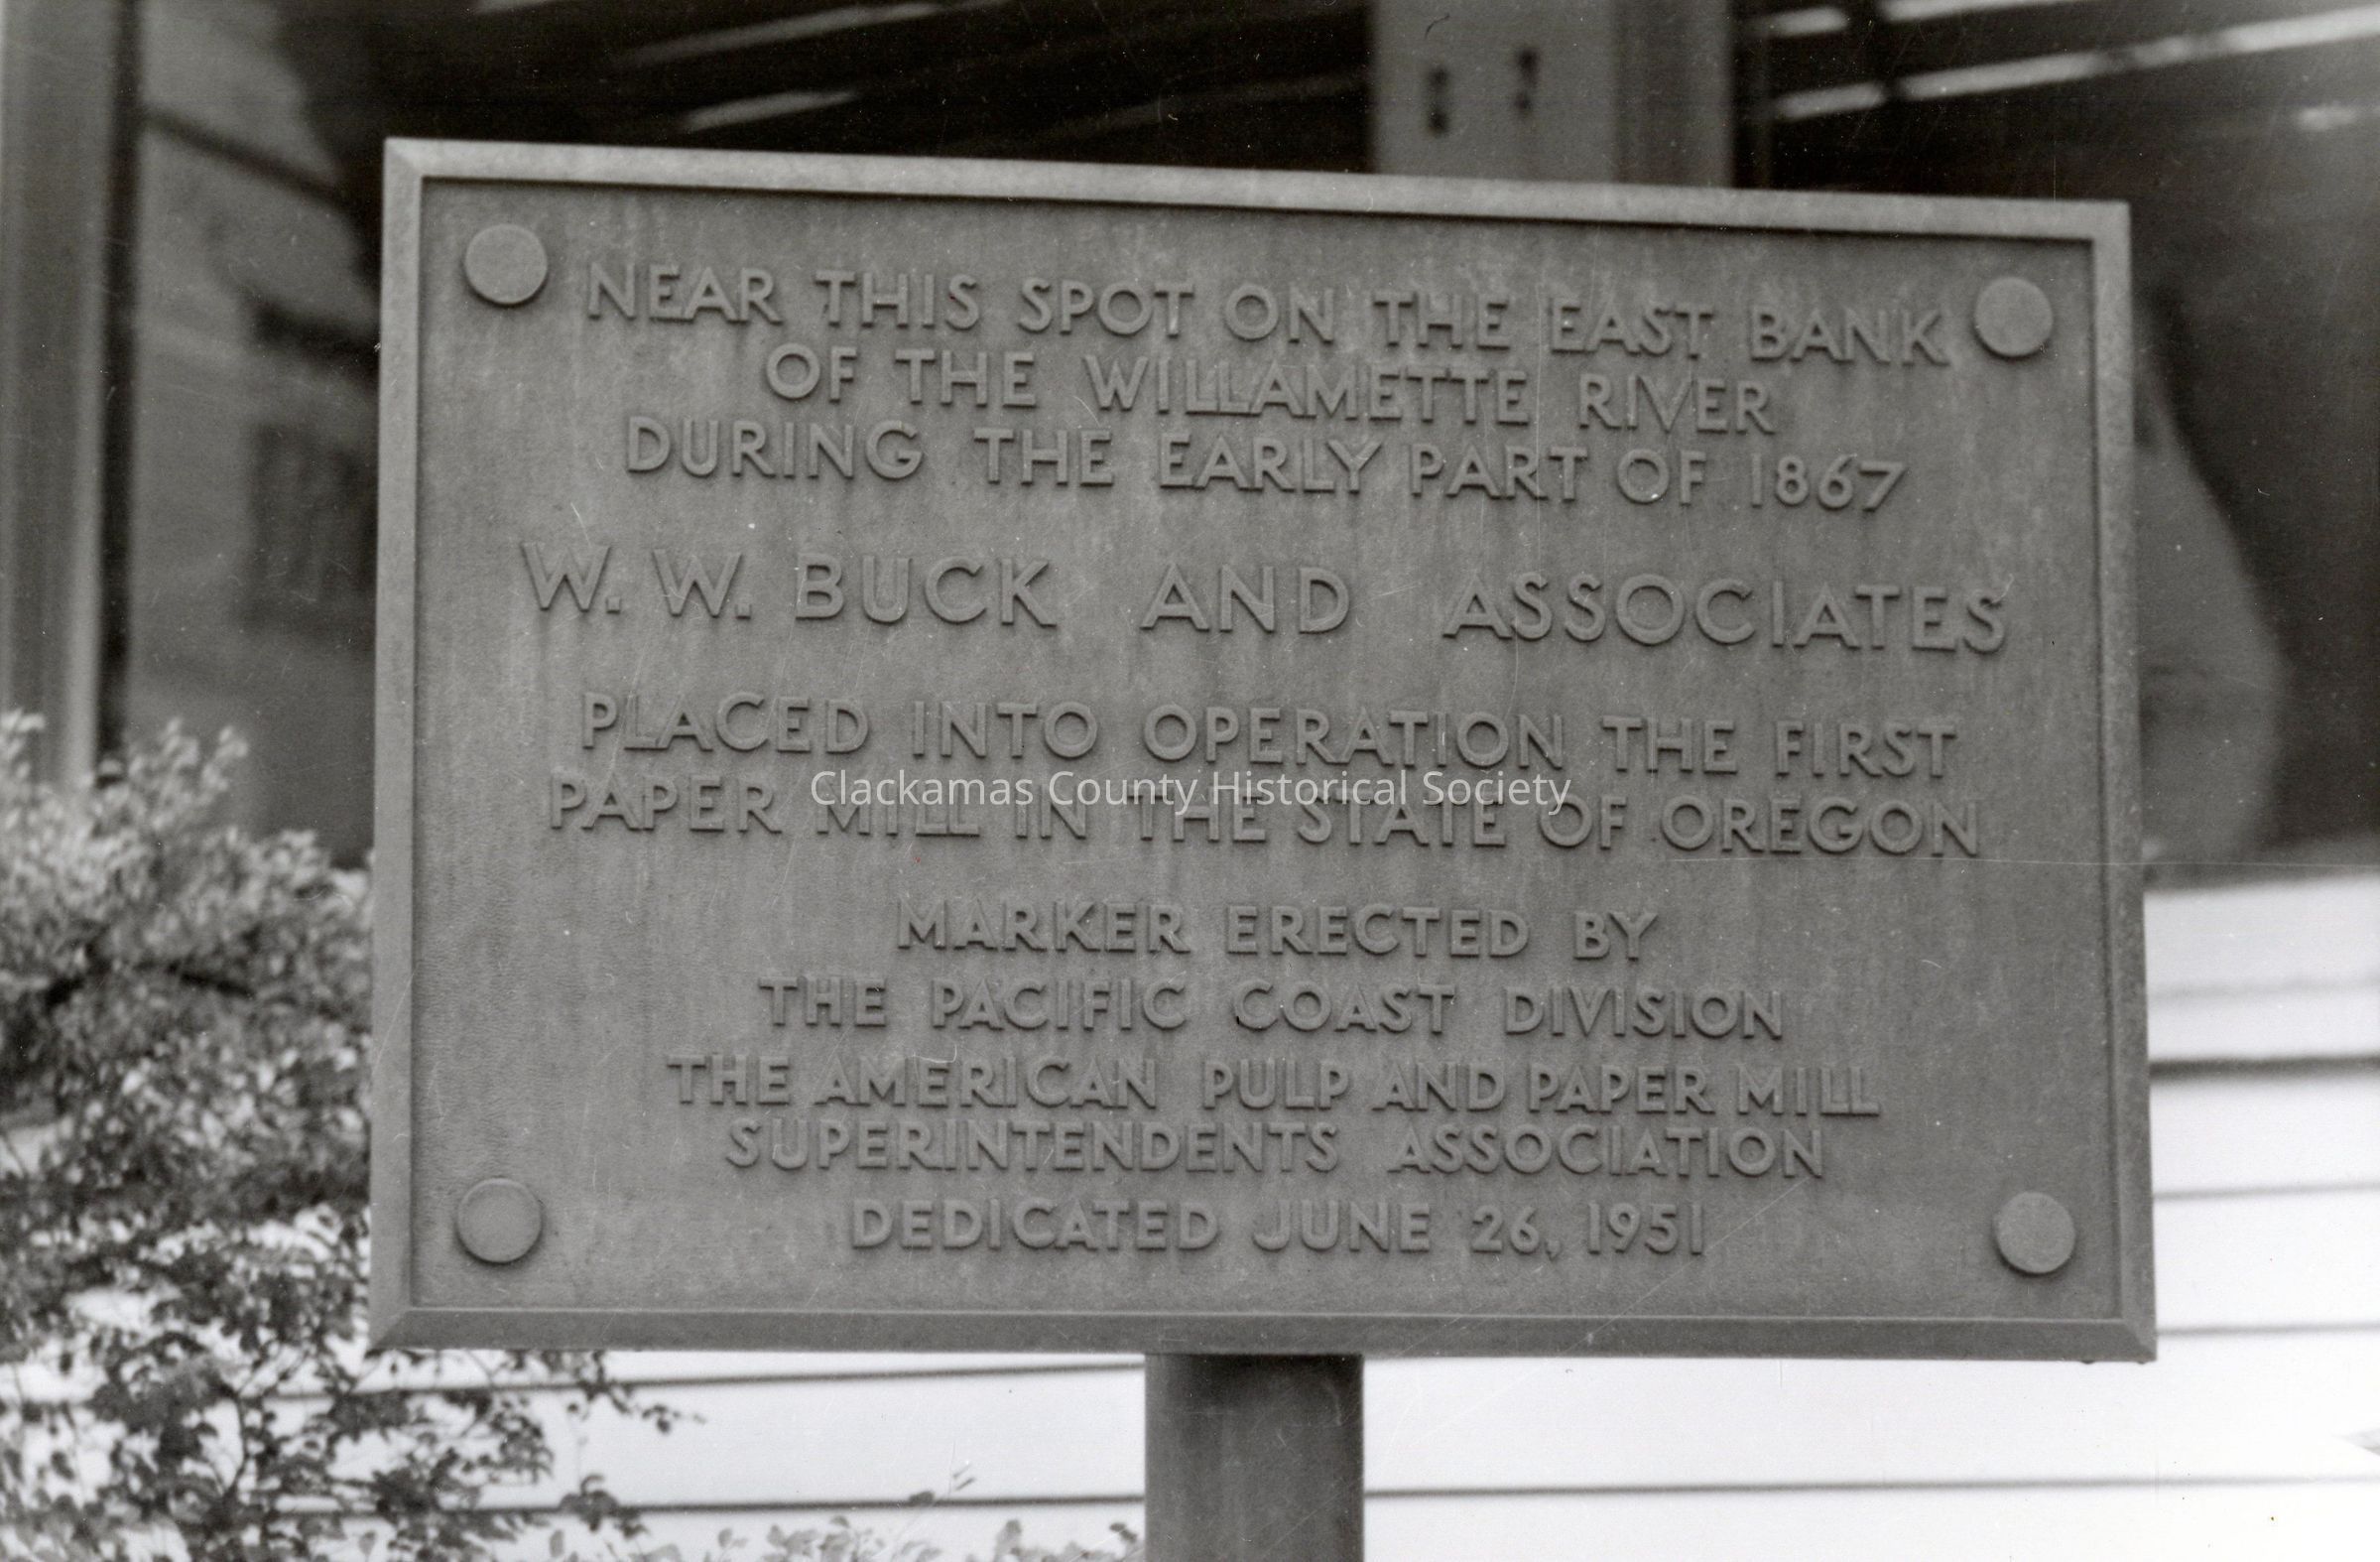 NEAR THIS SPOT ON THE EAST BANK
OF THE WILLAMETTE RIVER
DURING THE EARLY PART OF 1867
W. W. BUCK AND ASSOCIATES
PLACED INTO OPERATION THE FIRST
Clackamas County Historical Society
PAPER MILL IN THE STATE OF OREGON
MARKER ERECTED BY
THE PACIFIC COAST DIVISION
THE AMERICAN PULP AND PAPER MILL
SUPERINTENDENTS ASSOCIATION
DEDICATED JUNE 26, 1951